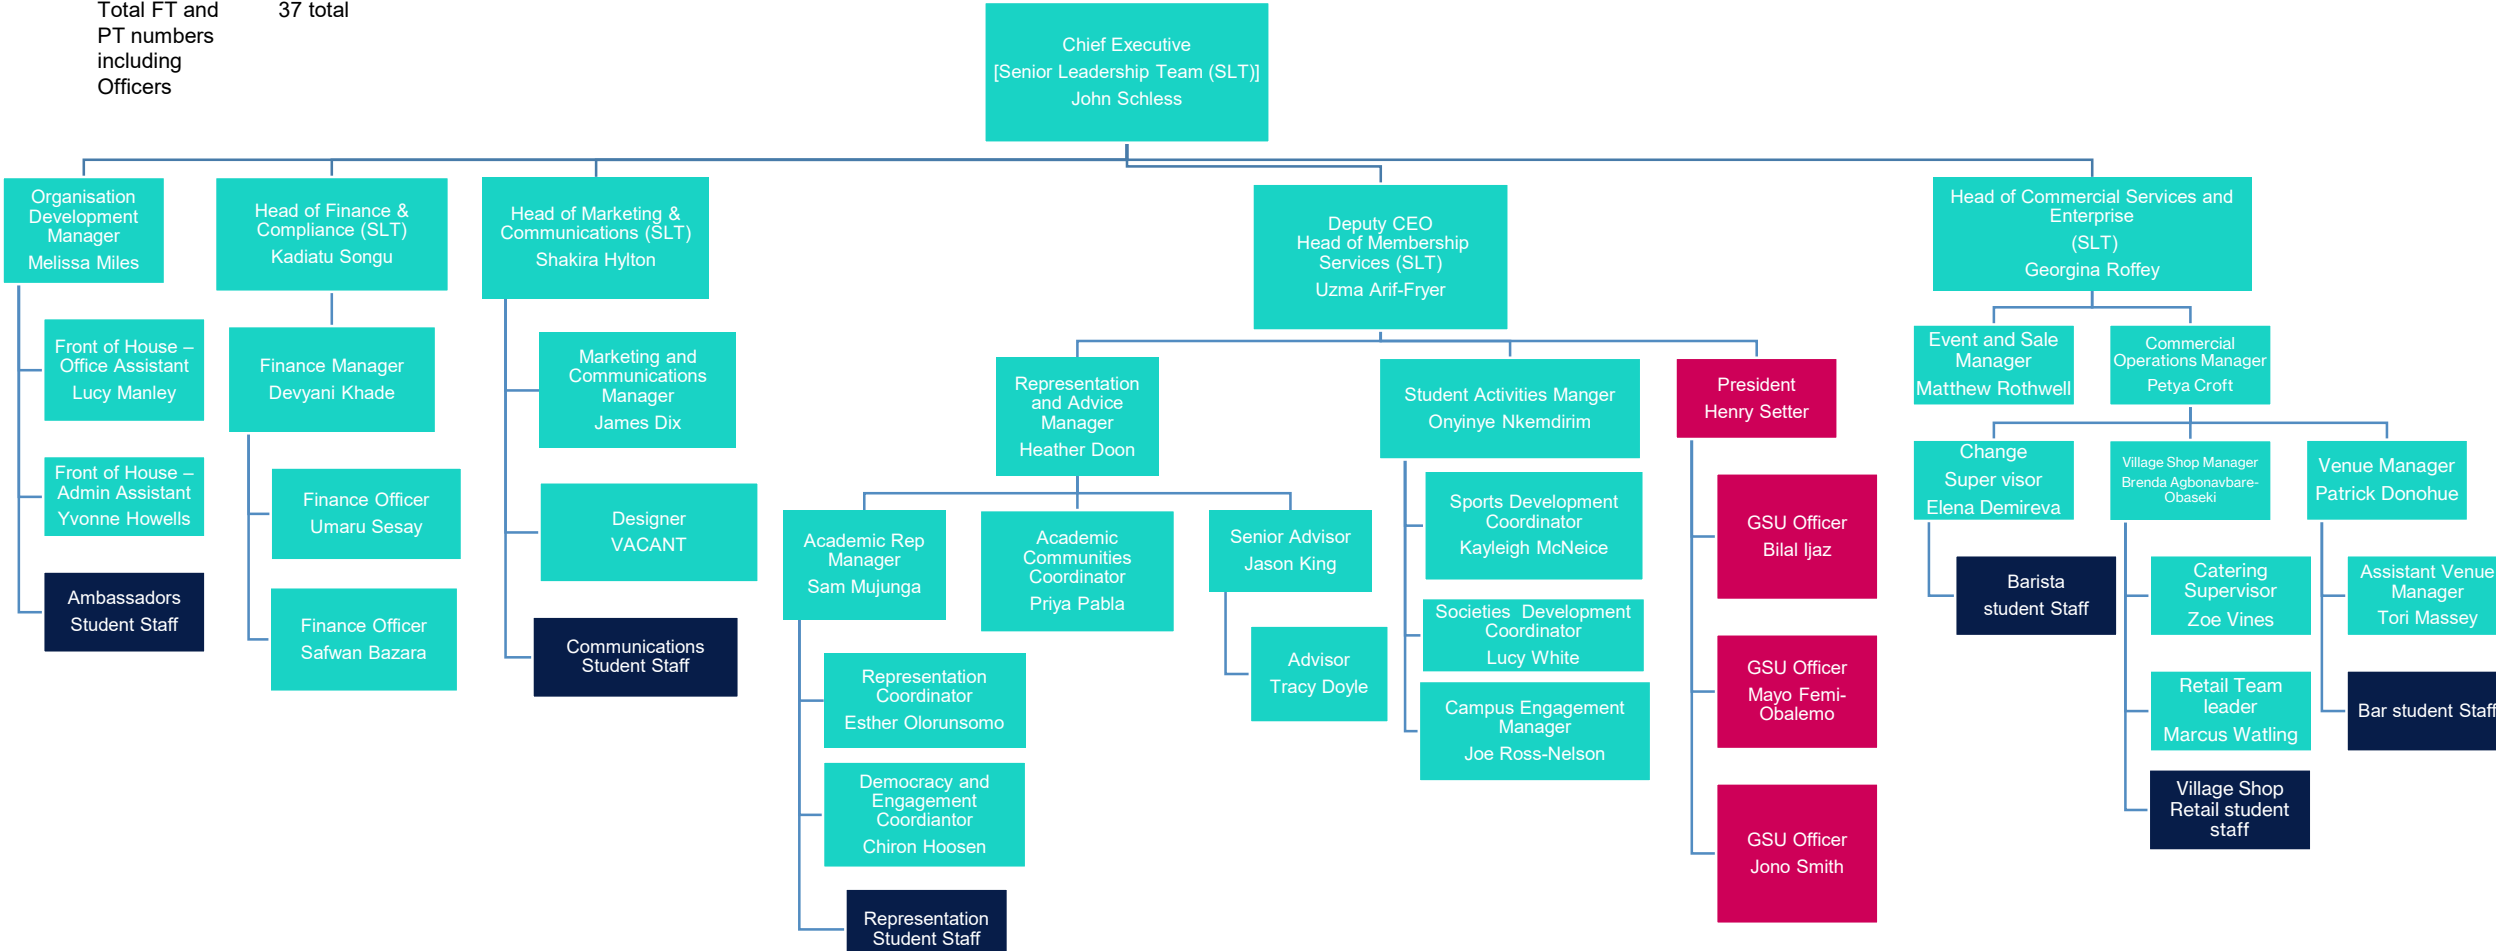 Total FT and
PT numbers
including
Officers
37 total
Chief Executive
[Senior Leadership Team (SLT)]
John Schless
Organisation
Development
Manager
Melissa Miles
Head of Finance &
Compliance (SLT)
Kadiatu Songu
Head of Marketing &
Communications (SLT)
Shakira Hylton
Deputy CEO
Head of Membership
Services (SLT)
Uzma Arif-Fryer
Head of Commercial Services and
Enterprise
(SLT)
Georgina Roffey
Front of House –
Office Assistant
Lucy Manley
Front of House –
Admin Assistant
Yvonne Howells
Ambassadors
Student Staff
Finance Manager
Devyani Khade
Finance Officer
Umaru Sesay
Finance Officer
Safwan Bazara
Marketing and
Communications
Manager
James Dix
Designer
VACANT
Communications
Student Staff
Representation
and Advice
Manager
Heather Doon
Academic Rep
Manager
Sam Mujunga
Representation
Coordinator
Esther Olorunsomo
Democracy and
Engagement
Coordiantor
Chiron Hoosen
Representation
Student Staff
Academic
Communities
Coordinator
Priya Pabla
Senior Advisor
Jason King
Advisor
Tracy Doyle
Student Activities Manger
Onyinye Nkemdirim
Sports Development
Coordinator
Kayleigh McNeice
Societies Development
Coordinator
Lucy White
Campus Engagement
Manager
Joe Ross-Nelson
President
Henry Setter
GSU Officer
Bilal Ijaz
GSU Officer
Mayo Femi-
Obalemo
GSU Officer
Jono Smith
Event and Sale
Manager
Matthew Rothwell
Commercial
Operations Manager
Petya Croft
Change
Super visor
Elena Demireva
Barista
student Staff
Village Shop Manager
Brenda Agbonavbare-
Obaseki
Catering
Supervisor
Zoe Vines
Retail Team
leader
Marcus Watling
Village Shop
Retail student
staff
Venue Manager
Patrick Donohue
Assistant Venue
Manager
Tori Massey
Bar student Staff